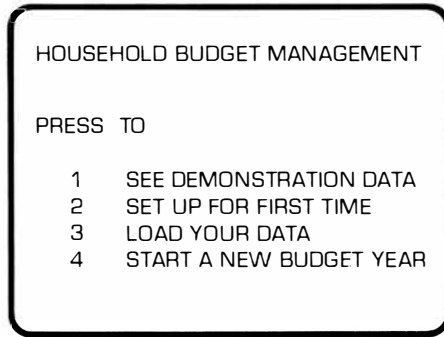 HOUSEHOLD BUDGET MANAGEMENT
PRESS TO
1 SEE DEMONSTRATION DATA
2 SET UP FOR FIRST TIME
3 LOAD YOUR DATA
4 START A NEW BUDGET YEAR